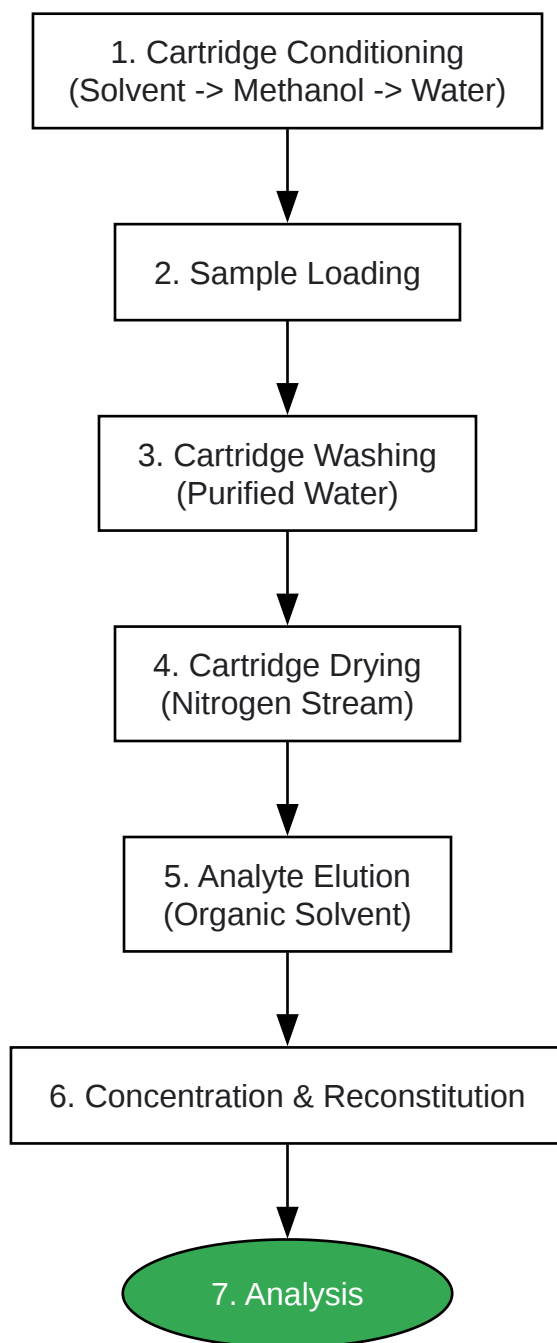 1. Cartridge Conditioning
(Solvent -> Methanol -> Water)
2. Sample Loading
3. Cartridge Washing
(Purified Water)
4. Cartridge Drying
(Nitrogen Stream)
5. Analyte Elution
(Organic Solvent)
6. Concentration & Reconstitution
7. Analysis